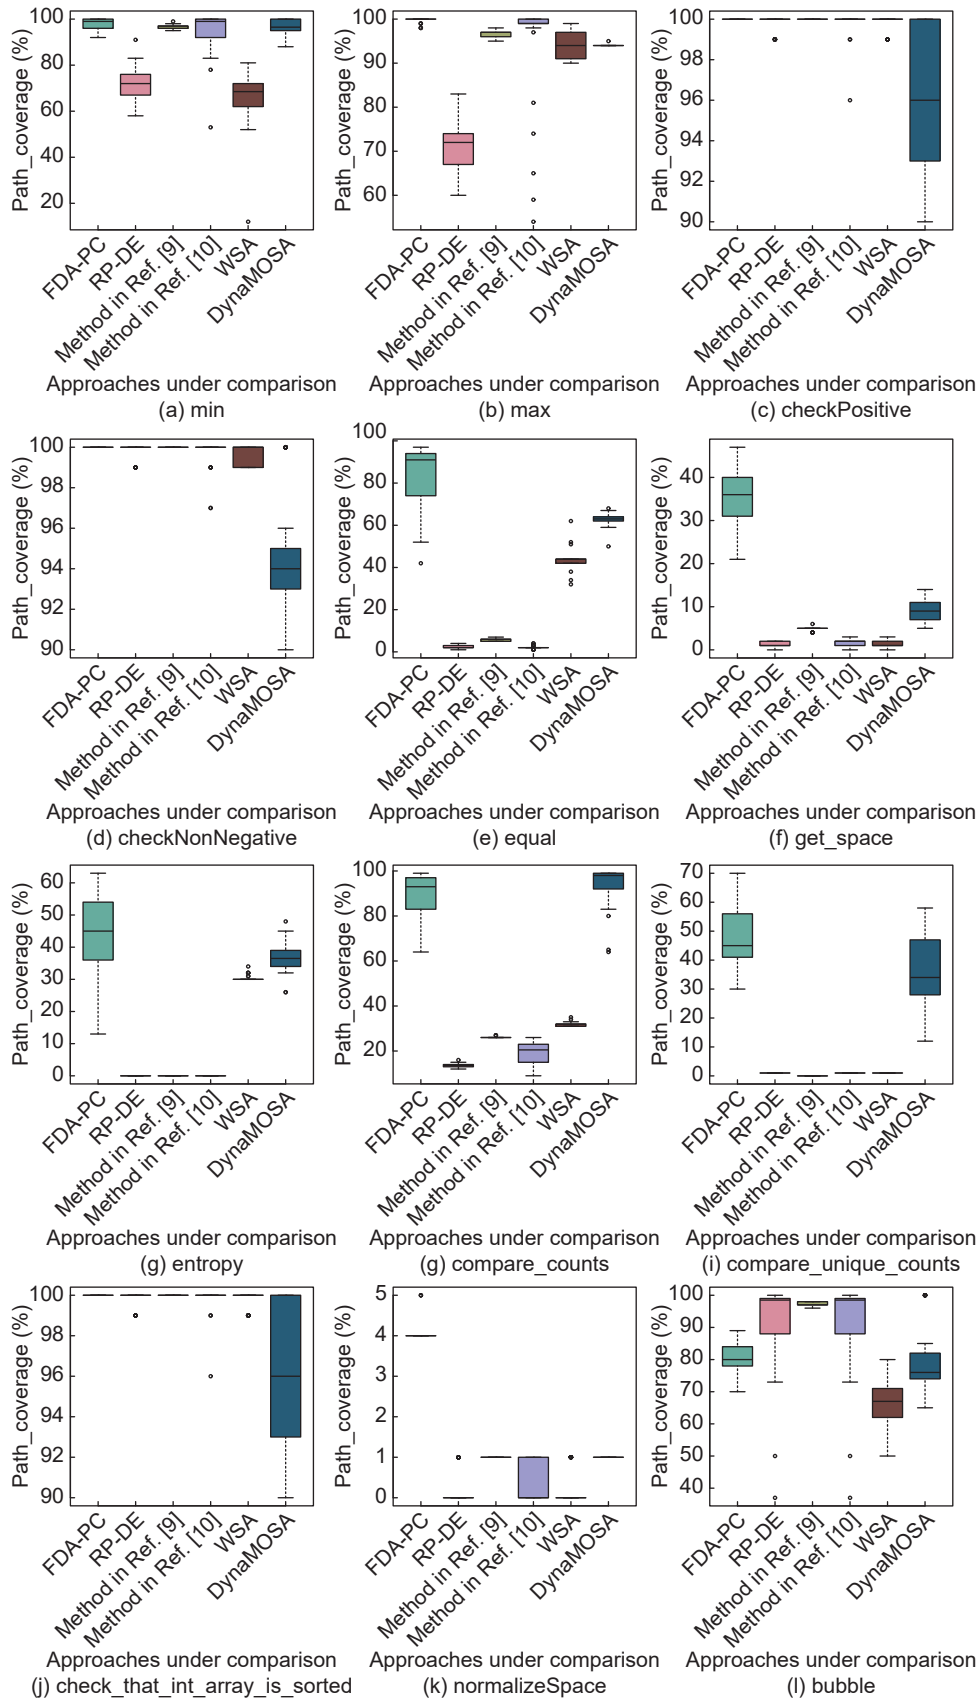 Path_coverage (%)
100
80
60
40
20
FDA-PC
RP-DE
Method in Ref. [9]
Method in Ref. [10]
WSA
DynaMOSA
Approaches under comparison
(a) min
Path_coverage (%)
100
90
80
70
60
FDA-PC
RP-DE
Method in Ref. [9]
Method in Ref. [10]
WSA
DynaMOSA
Approaches under comparison
(b) max
Path_coverage (%)
100
98
96
94
92
90
FDA-PC
RP-DE
Method in Ref. [9]
Method in Ref. [10]
WSA
DynaMOSA
Approaches under comparison
(c) checkPositive
Path_coverage (%)
100
98
96
94
92
90
FDA-PC
RP-DE
Method in Ref. [9]
Method in Ref. [10]
WSA
DynaMOSA
Approaches under comparison
(d) checkNonNegative
Path_coverage (%)
100
80
60
40
20
0
FDA-PC
RP-DE
Method in Ref. [9]
Method in Ref. [10]
WSA
DynaMOSA
Approaches under comparison
(e) equal
Path_coverage (%)
40
30
20
10
0
FDA-PC
RP-DE
Method in Ref. [9]
Method in Ref. [10]
WSA
DynaMOSA
Approaches under comparison
(f) get_space
Path_coverage (%)
60
50
40
30
20
10
0
FDA-PC
RP-DE
Method in Ref. [9]
Method in Ref. [10]
WSA
DynaMOSA
Approaches under comparison
(g) entropy
Path_coverage (%)
100
80
60
40
20
FDA-PC
RP-DE
Method in Ref. [9]
Method in Ref. [10]
WSA
DynaMOSA
Approaches under comparison
(g) compare_counts
Path_coverage (%)
70
60
50
40
30
20
10
0
FDA-PC
RP-DE
Method in Ref. [9]
Method in Ref. [10]
WSA
DynaMOSA
Approaches under comparison
(i) compare_unique_counts
Path_coverage (%)
100
98
96
94
92
90
FDA-PC
RP-DE
Method in Ref. [9]
Method in Ref. [10]
WSA
DynaMOSA
Approaches under comparison
(j) check_that_int_array_is_sorted
Path_coverage (%)
5
4
3
2
1
0
FDA-PC
RP-DE
Method in Ref. [9]
Method in Ref. [10]
WSA
DynaMOSA
Approaches under comparison
(k) normalizeSpace
Path_coverage (%)
100
90
80
70
60
50
40
FDA-PC
RP-DE
Method in Ref. [9]
Method in Ref. [10]
WSA
DynaMOSA
Approaches under comparison
(l) bubble